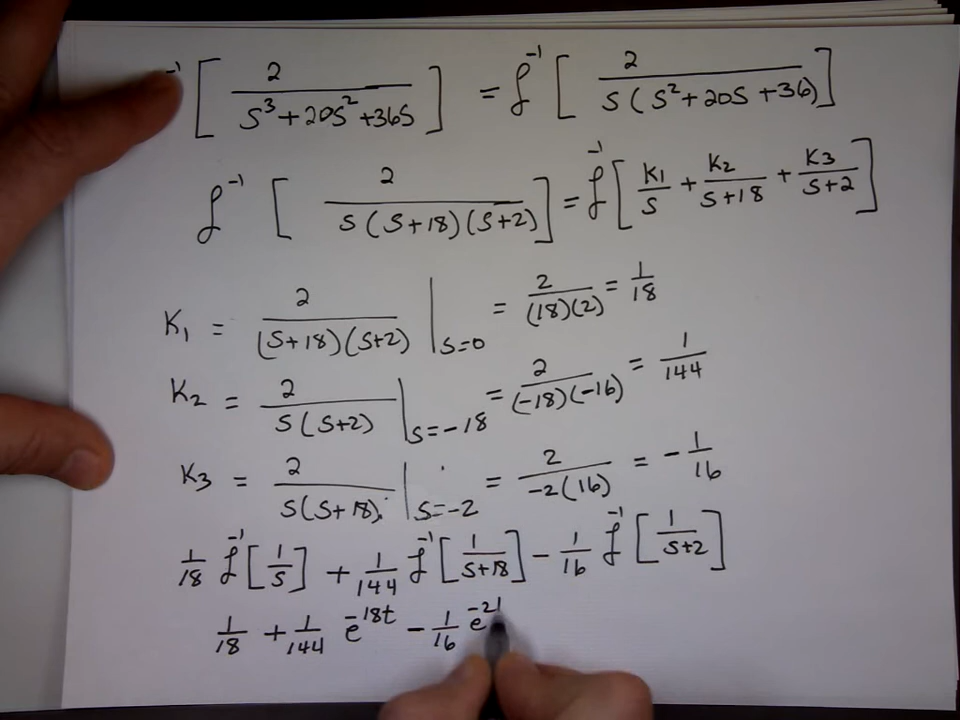 ⁻¹ [ 2 / (S³ + 20S² + 36S) ] = ℒ⁻¹ [ 2 / (S (S² + 20S + 36)) ]
ℒ⁻¹ [ 2 / (S (S+18)(S+2)) ] = ℒ⁻¹ [ K₁/S + K₂/(S+18) + K₃/(S+2) ]
K₁ = 2 / ((S+18)(S+2)) |S=0 = 2 / ((18)(2)) = 1/18
K₂ = 2 / (S(S+2)) |S=-18 = 2 / ((-18)(-16)) = 1/144
K₃ = 2 / (S(S+18)) |S=-2 = 2 / (-2(16)) = - 1/16
1/18 ℒ⁻¹ [ 1/S ] + 1/144 ℒ⁻¹ [ 1/(S+18) ] - 1/16 ℒ⁻¹ [ 1/(S+2) ]
1/18 + 1/144 e^(-18t) - 1/16 e^(-2